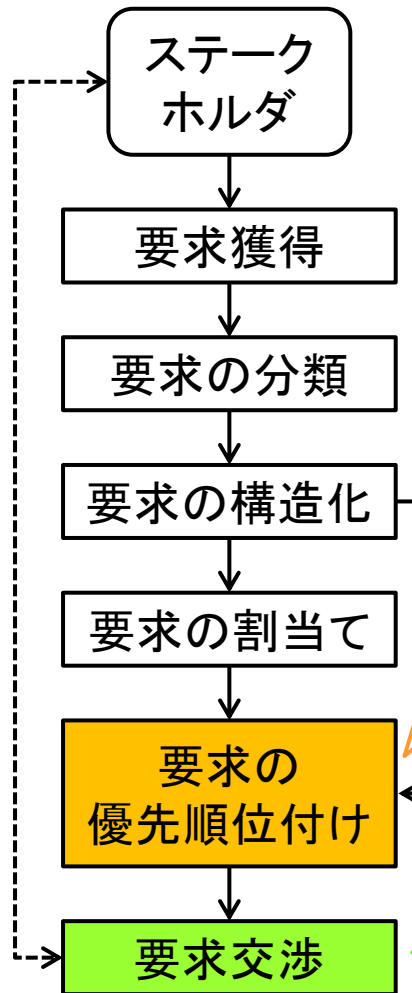 ステーク
ホルダ
要求獲得
要求の分類
要求の構造化
要求の割当て
要求の
優先順位付け
要求交渉